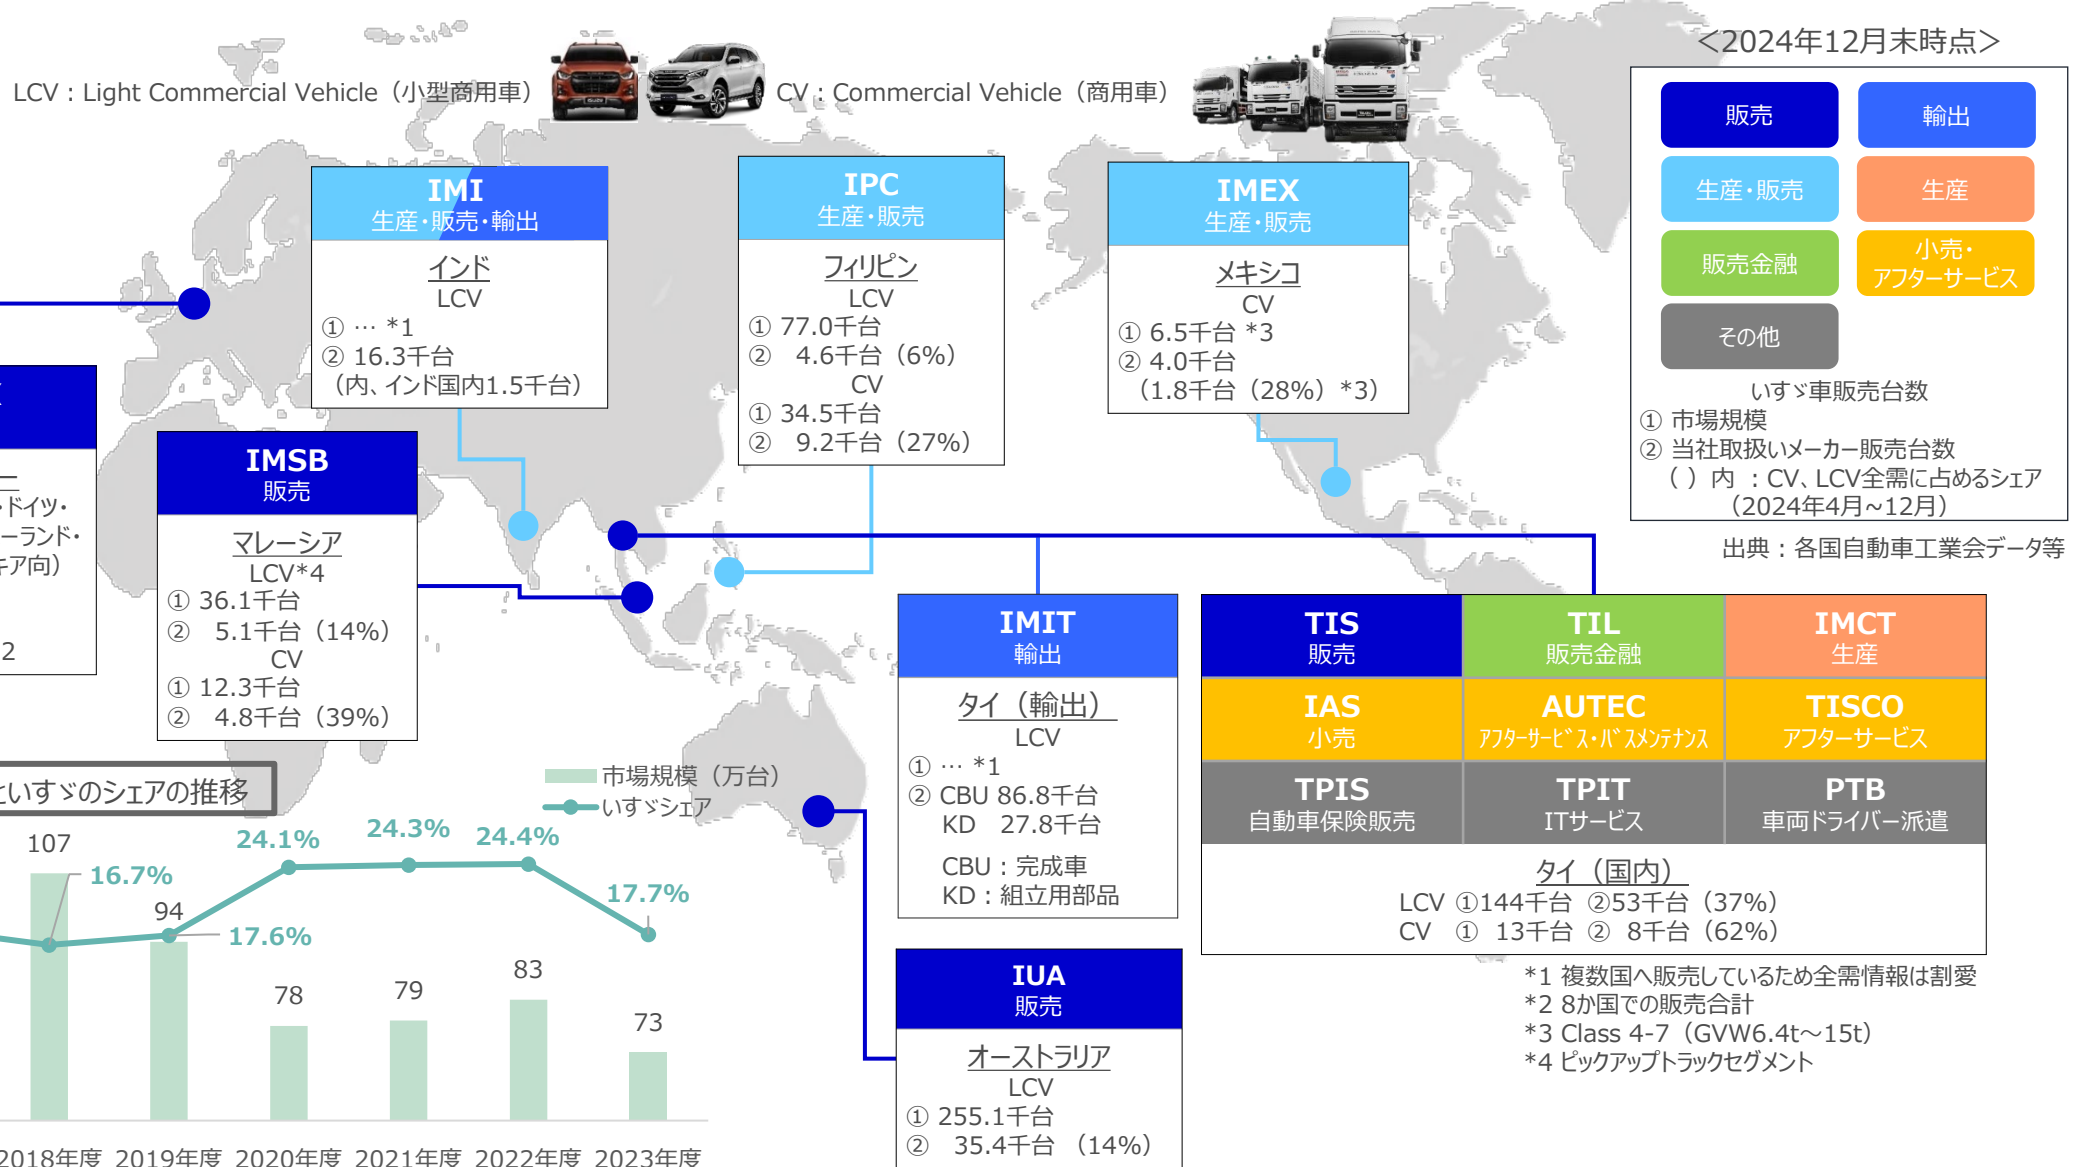 LCV：Light Commercial Vehicle（小型商用車）
CV：Commercial Vehicle（商用車）
＜2024年12月末時点＞
販売
輸出
生産・販売
生産
販売金融
小売・
アフターサービス
その他
いすゞ車販売台数
① 市場規模
② 当社取扱いメーカー販売台数
（ ）内 ：CV、LCV全需に占めるシェア
（2024年4月~12月）
出典：各国自動車工業会データ等
IMI
生産・販売・輸出
インド
LCV
① … *1
② 16.3千台
（内、インド国内1.5千台）
IPC
生産・販売
フィリピン
LCV
① 77.0千台
② 4.6千台（6%）
CV
① 34.5千台
② 9.2千台（27%）
IMEX
生産・販売
メキシコ
CV
① 6.5千台 *3
② 4.0千台
（1.8千台（28%）*3）
ー
・ドイツ・
ーランド・
キア向）
2
IMSB
販売
マレーシア
LCV*4
① 36.1千台
② 5.1千台（14%）
CV
① 12.3千台
② 4.8千台（39%）
IMIT
輸出
タイ（輸出）
LCV
① … *1
② CBU 86.8千台
KD 27.8千台
CBU：完成車
KD：組立用部品
TIS
販売
TIL
販売金融
IMCT
生産
IAS
小売
AUTEC
アフターサービス・バスメンテナンス
TISCO
アフターサービス
TPIS
自動車保険販売
TPIT
ITサービス
PTB
車両ドライバー派遣
タイ（国内）
LCV ①144千台 ②53千台（37%）
CV ① 13千台 ② 8千台（62%）
*1 複数国へ販売しているため全需情報は割愛
*2 8か国での販売合計
*3 Class 4-7（GVW6.4t～15t）
*4 ピックアップトラックセグメント
IUA
販売
オーストラリア
LCV
① 255.1千台
② 35.4千台 （14%）
といすゞのシェアの推移
市場規模（万台）
いすゞシェア
107
94
78
79
83
73
16.7%
17.6%
24.1%
24.3%
24.4%
17.7%
2018年度 2019年度 2020年度 2021年度 2022年度 2023年度